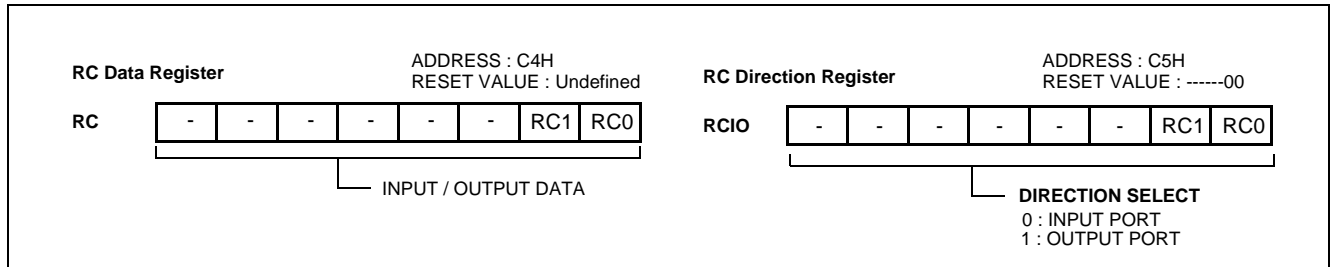 RC Data Register
ADDRESS : C4H
RESET VALUE : Undefined
RC - - - - - - RC1 RC0
INPUT / OUTPUT DATA
RC Direction Register
ADDRESS : C5H
RESET VALUE : ------00
RCIO - - - - - - RC1 RC0
DIRECTION SELECT
0 : INPUT PORT
1 : OUTPUT PORT